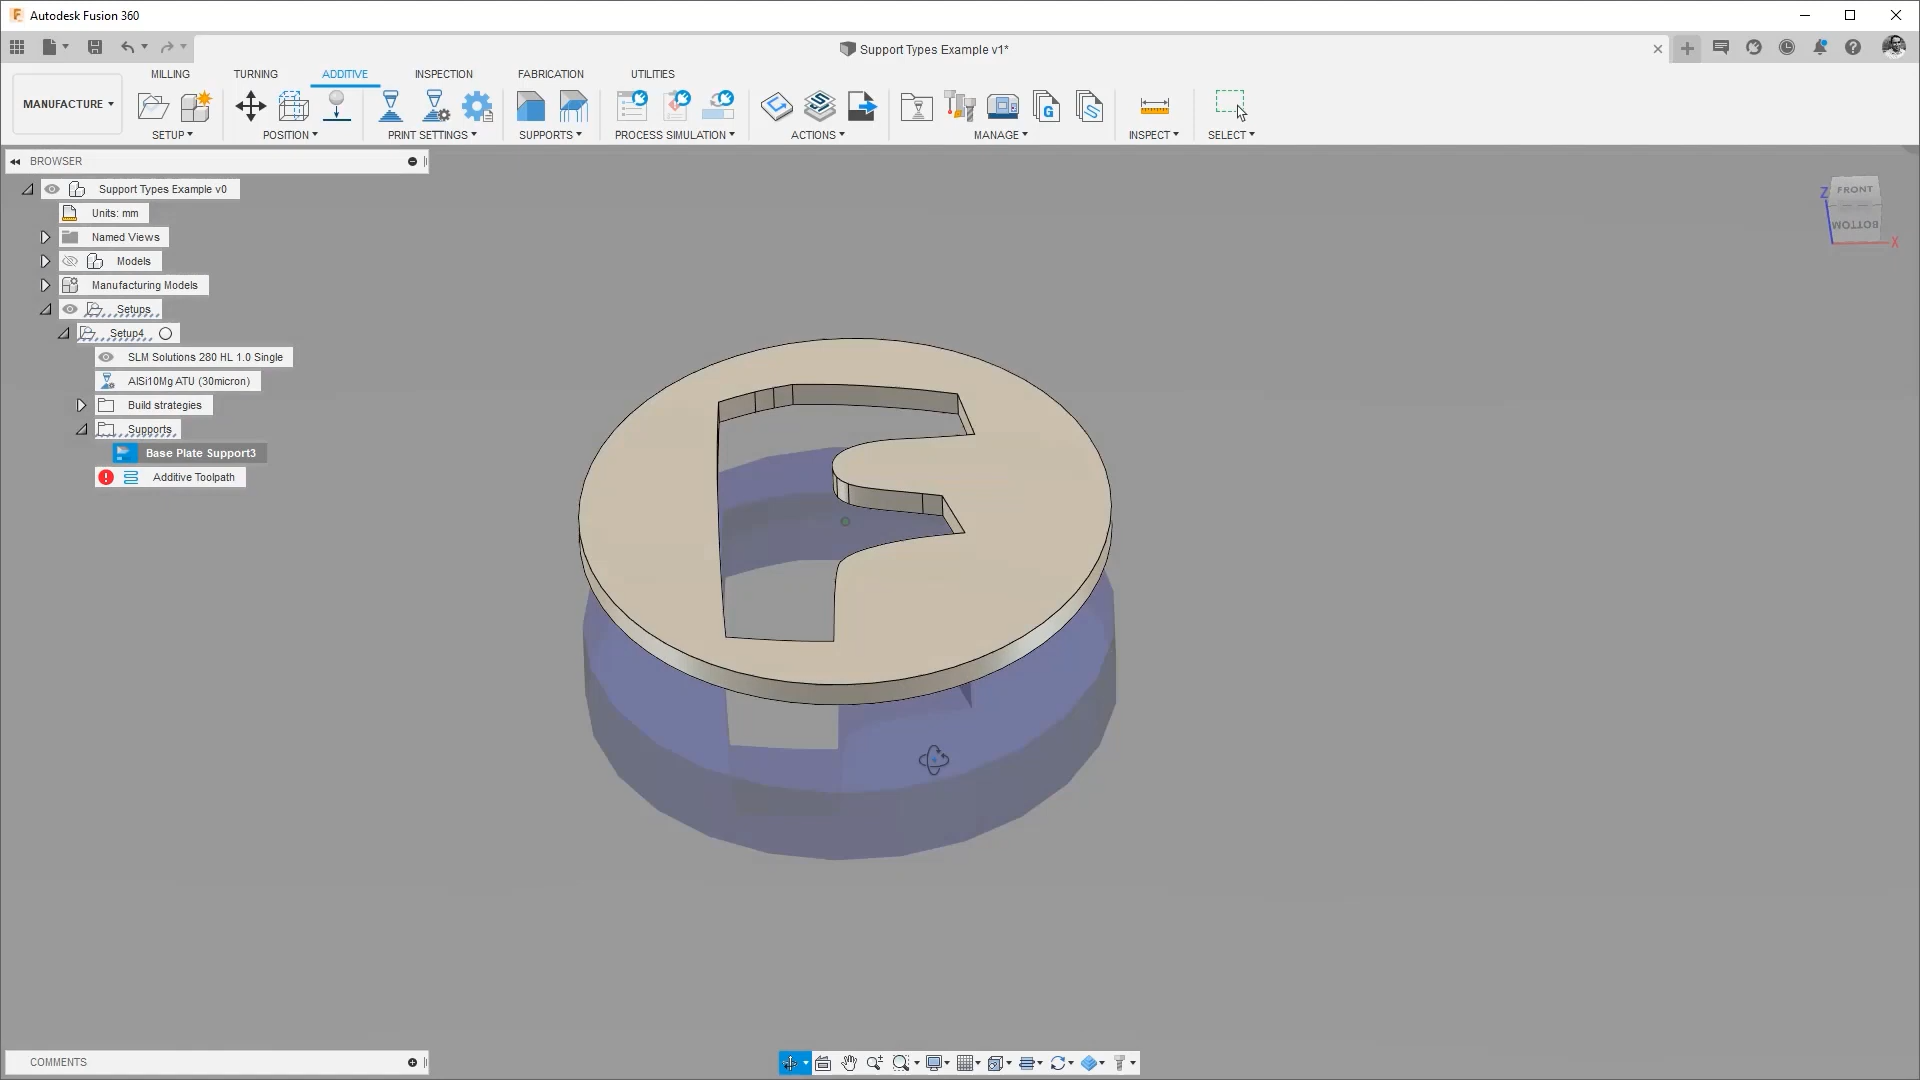 Autodesk Fusion 360
Support Types Example v1*
MANUFACTURE
MILLING TURNING ADDITIVE INSPECTION FABRICATION UTILITIES
SETUP POSITION PRINT SETTINGS SUPPORTS PROCESS SIMULATION ACTIONS MANAGE INSPECT SELECT
BROWSER
Support Types Example v0
Units: mm
Named Views
Models
Manufacturing Models
Setups
Setup4
SLM Solutions 280 HL 1.0 Single
AlSi10Mg ATU (30micron)
Build strategies
Supports
Base Plate Support3
Additive Toolpath
Z
FRONT
BOTTOM
X
COMMENTS